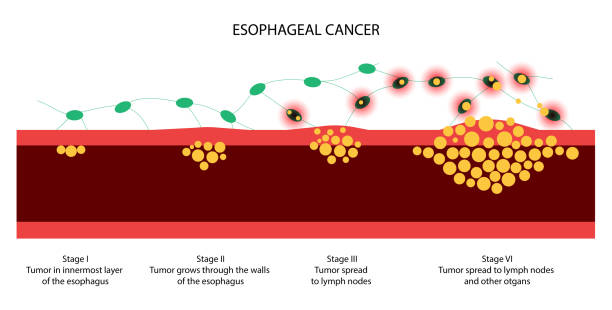 ESOPHAGEAL CANCER
Stage I
Tumor in innermost layer
of the esophagus
Stage II
Tumor grows through the walls
of the esophagus
Stage III
Tumor spread
to lymph nodes
Stage VI
Tumor spread to lymph nodes
and other otgans